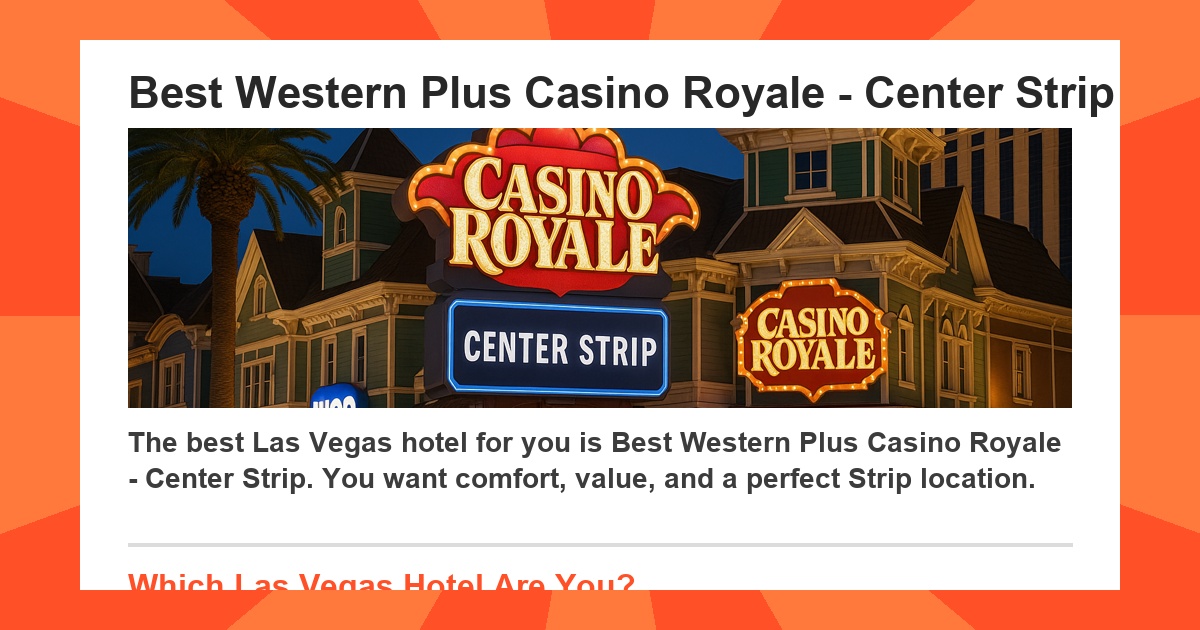 Best Western Plus Casino Royale - Center Strip
CASINO
ROYALE
CENTER STRIP
CASINO
ROYALE
The best Las Vegas hotel for you is Best Western Plus Casino Royale
- Center Strip. You want comfort, value, and a perfect Strip location.
Which Las Vegas Hotel Are You?